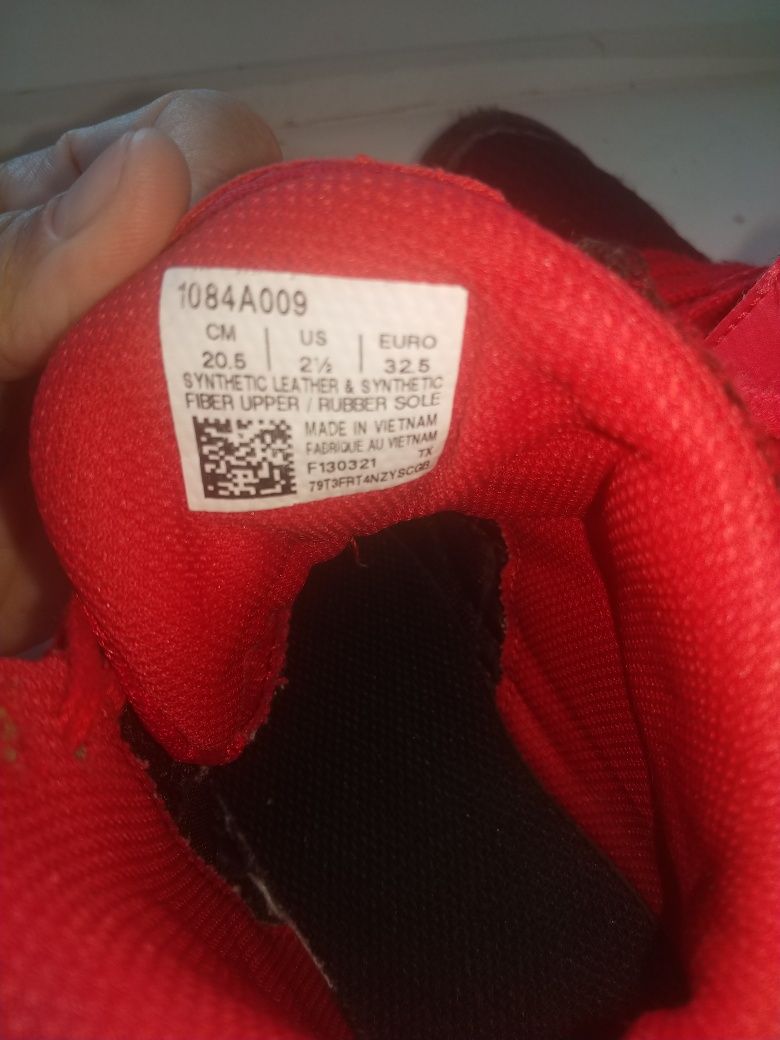 1084A009
CM | US | EURO
20.5 | 2½ | 32.5
SYNTHETIC LEATHER & SYNTHETIC
FIBER UPPER / RUBBER SOLE
MADE IN VIETNAM
FABRIQUE AU VIETNAM
TX
F130321
79T3FRT4NZYSCGB